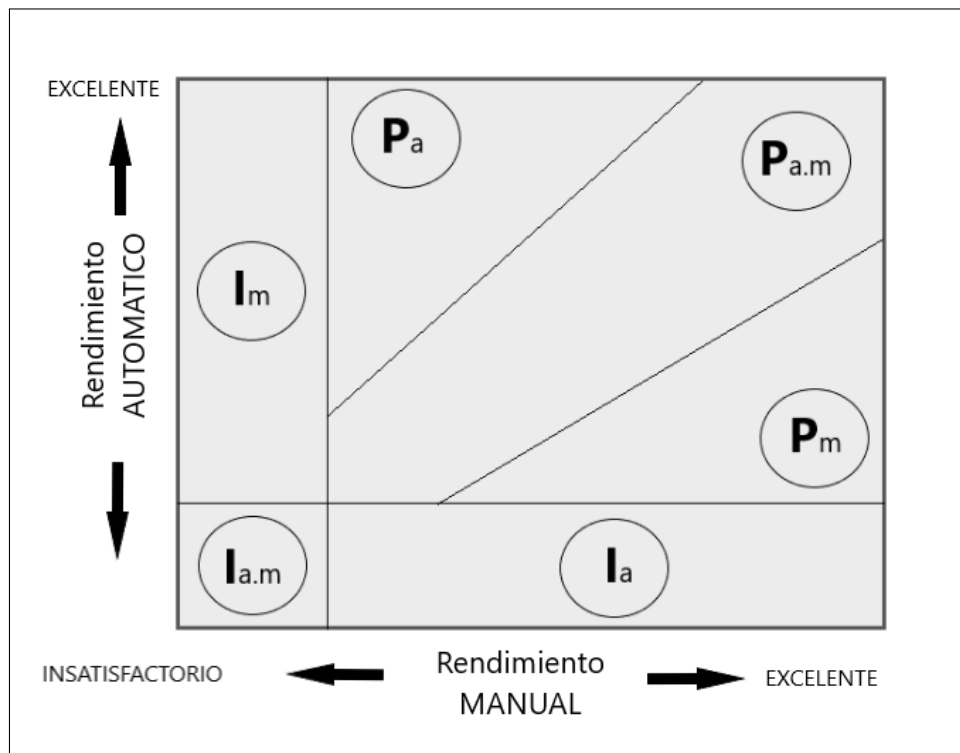 EXCELENTE
Pa
Pa.m
Rendimiento
AUTOMATICO
Im
Pm
Ia.m
Ia
INSATISFACTORIO
Rendimiento
MANUAL
EXCELENTE